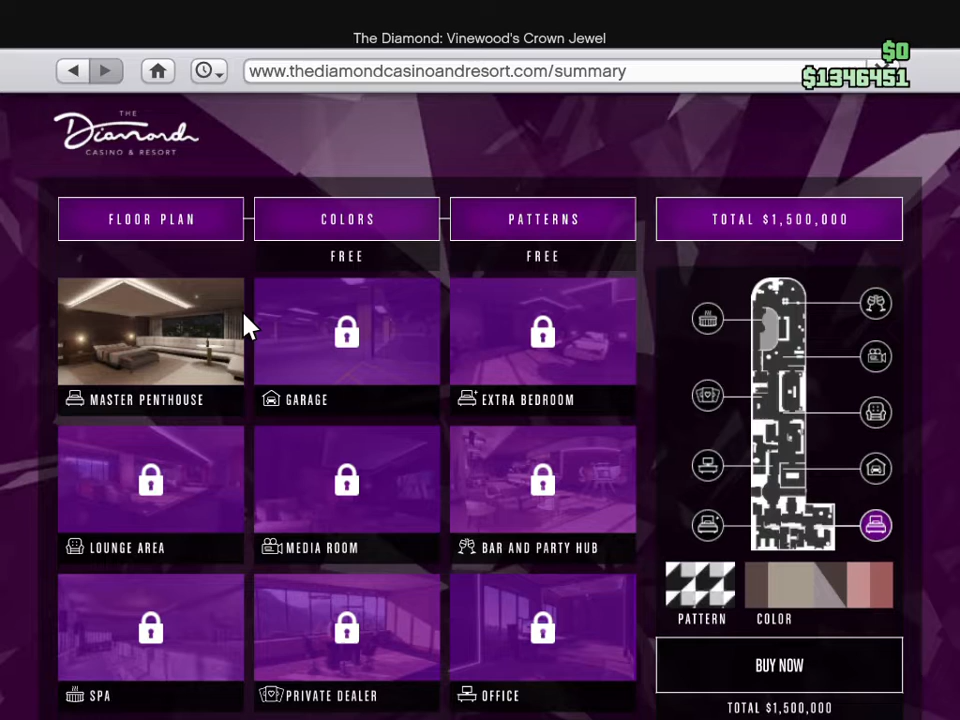 The Diamond: Vinewood's Crown Jewel
$0
www.thediamondcasinoandresort.com/summary
$1346451
THE
Diamond
CASINO & RESORT
FLOOR PLAN
COLORS
PATTERNS
TOTAL $1,500,000
FREE
FREE
MASTER PENTHOUSE
GARAGE
EXTRA BEDROOM
LOUNGE AREA
MEDIA ROOM
BAR AND PARTY HUB
PATTERN
COLOR
BUY NOW
SPA
PRIVATE DEALER
OFFICE
TOTAL $1,500,000